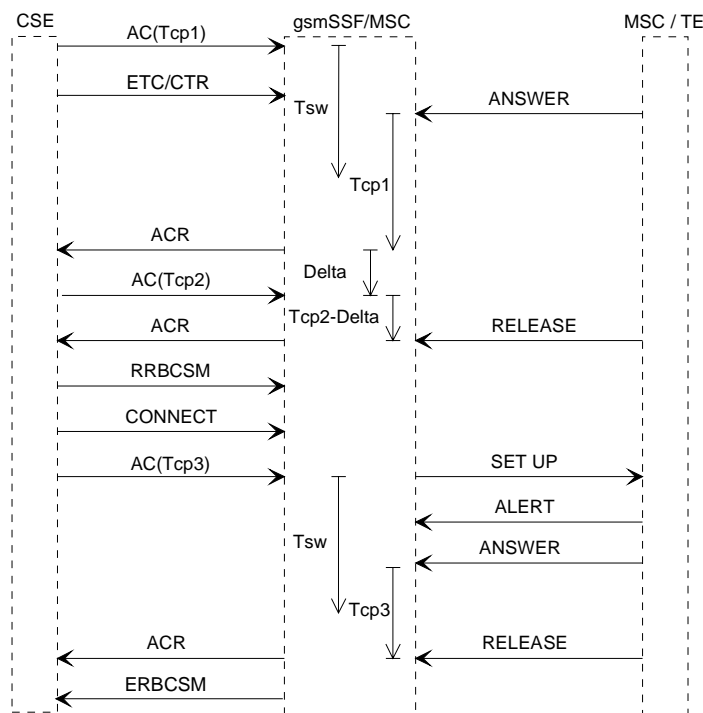 CSE gsmSSF/MSC MSC / TE
AC(Tcp1)
ETC/CTR
Tsw
ANSWER
Tcp1
ACR
Delta
AC(Tcp2)
Tcp2-Delta
ACR
RELEASE
RRBCSM
CONNECT
AC(Tcp3)
SET UP
ALERT
Tsw
ANSWER
Tcp3
ACR
RELEASE
ERBCSM